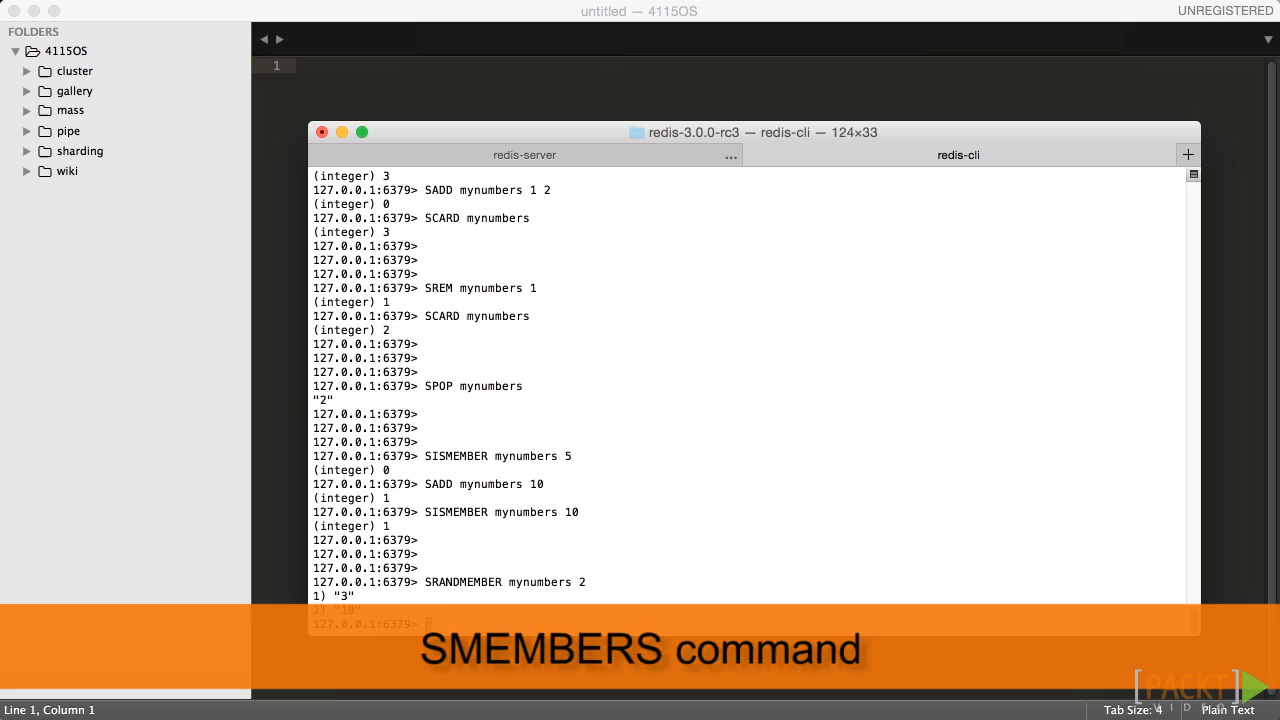 untitled — 4115OS
UNREGISTERED
FOLDERS
4115OS
cluster
gallery
mass
pipe
sharding
wiki
1
redis-3.0.0-rc3 — redis-cli — 124×33
redis-server
...
redis-cli
+
(integer) 3
127.0.0.1:6379> SADD mynumbers 1 2
(integer) 0
127.0.0.1:6379> SCARD mynumbers
(integer) 3
127.0.0.1:6379>
127.0.0.1:6379>
127.0.0.1:6379>
127.0.0.1:6379> SREM mynumbers 1
(integer) 1
127.0.0.1:6379> SCARD mynumbers
(integer) 2
127.0.0.1:6379>
127.0.0.1:6379>
127.0.0.1:6379>
127.0.0.1:6379> SPOP mynumbers
"2"
127.0.0.1:6379>
127.0.0.1:6379>
127.0.0.1:6379>
127.0.0.1:6379> SISMEMBER mynumbers 5
(integer) 0
127.0.0.1:6379> SADD mynumbers 10
(integer) 1
127.0.0.1:6379> SISMEMBER mynumbers 10
(integer) 1
127.0.0.1:6379>
127.0.0.1:6379>
127.0.0.1:6379>
127.0.0.1:6379> SRANDMEMBER mynumbers 2
1) "3"
2) "10"
127.0.0.1:6379>
SMEMBERS command
[PACKT]
VIDEO
Line 1, Column 1
Tab Size: 4
Plain Text